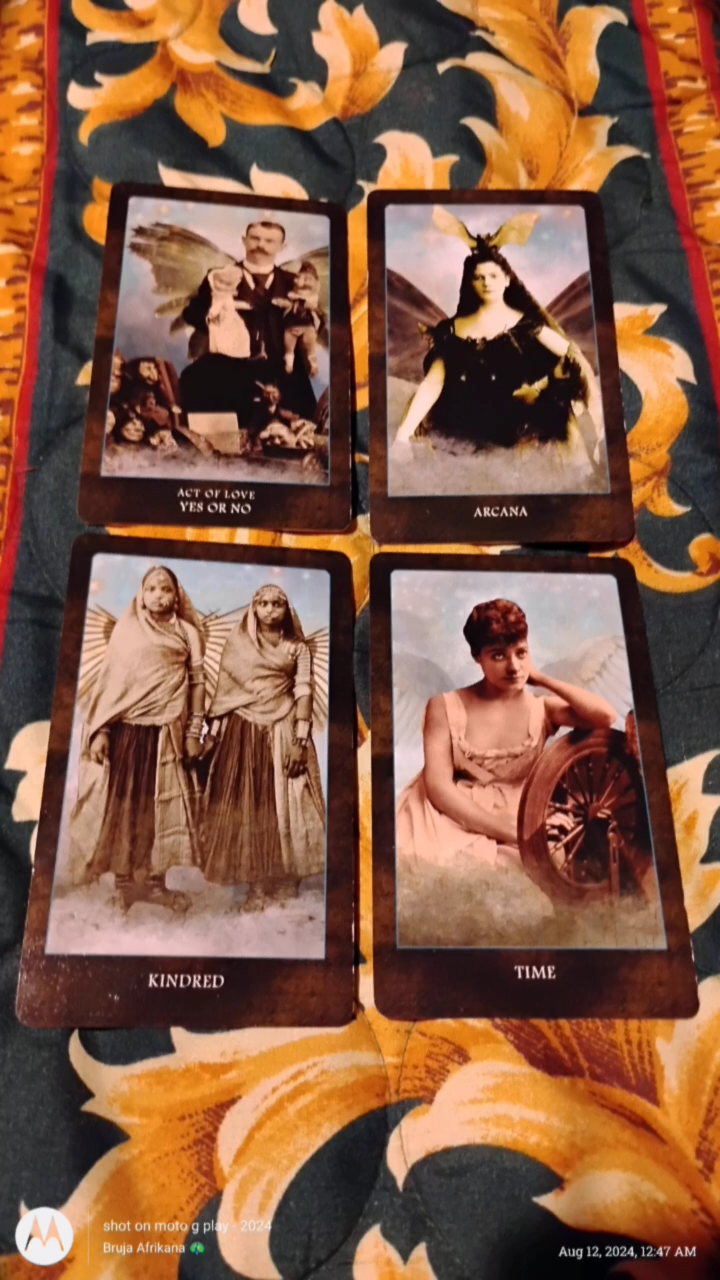 ACT OF LOVE
YES OR NO
ARCANA
KINDRED
TIME
shot on moto g play - 2024
Bruja Afrikana
Aug 12, 2024, 12:47 AM